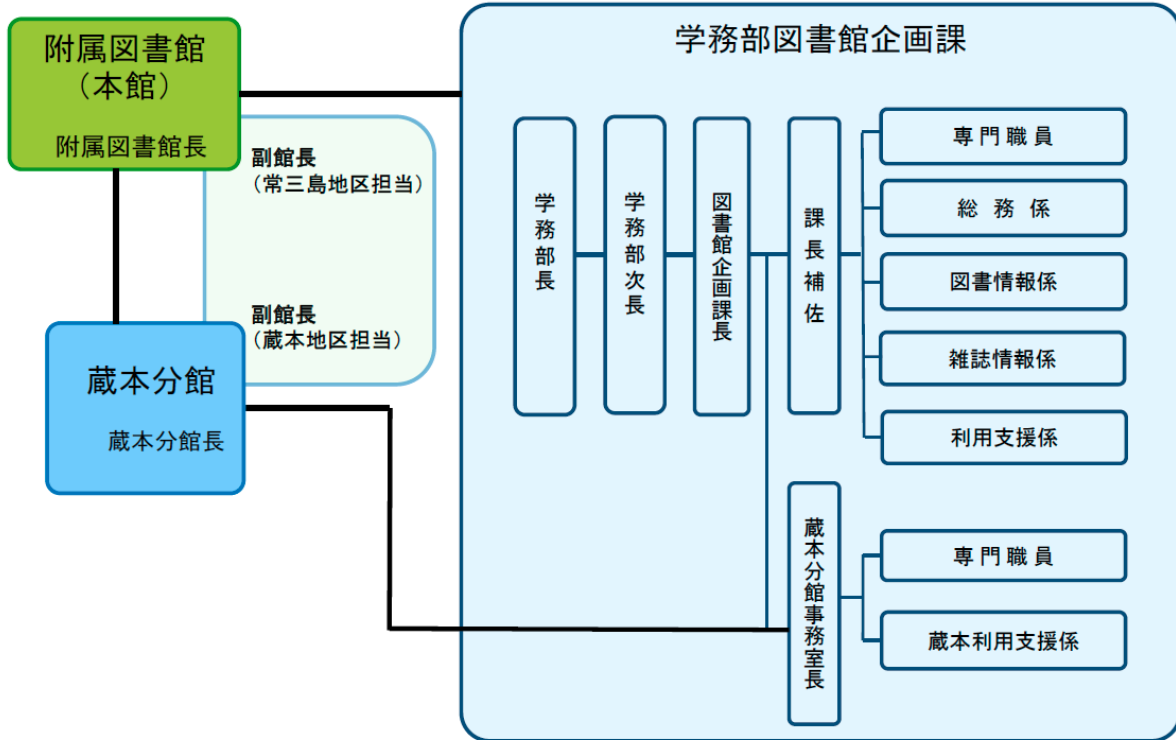 附属図書館
（本館）
附属図書館長
副館長
（常三島地区担当）
副館長
（蔵本地区担当）
蔵本分館
蔵本分館長
学務部図書館企画課
学務部長
学務部次長
図書館企画課長
課長補佐
専門職員
総務係
図書情報係
雑誌情報係
利用支援係
蔵本分館事務室長
専門職員
蔵本利用支援係